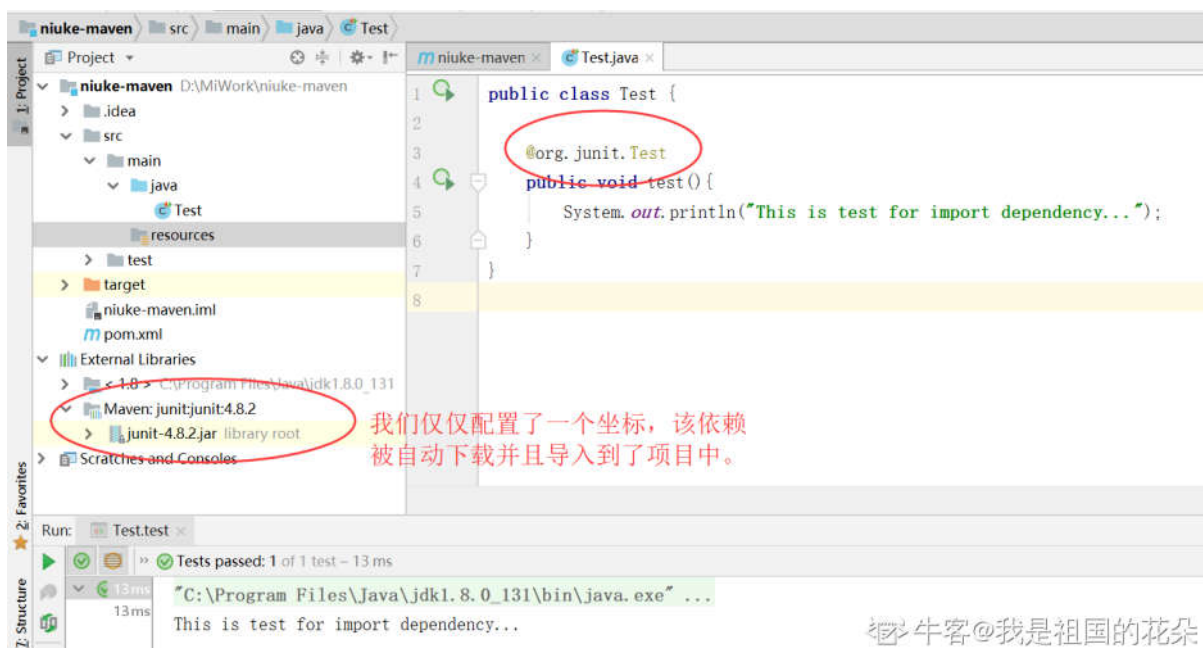 niuke-maven src main java Test
1: Project
Project
niuke-maven D:\MiWork\niuke-maven
.idea
src
main
java
Test
resources
test
target
niuke-maven.iml
pom.xml
External Libraries
< 1.8 > C:\Program Files\Java\jdk1.8.0_131
Maven: junit:junit:4.8.2
junit-4.8.2.jar library root
Scratches and Consoles
niuke-maven Test.java
1 public class Test {
2
3 @org.junit.Test
4 public void test(){
5 System.out.println("This is test for import dependency...");
6 }
7 }
8
我们仅仅配置了一个坐标，该依赖
被自动下载并且导入到了项目中。
2: Favorites
7: Structure
Run: Test.test
Tests passed: 1 of 1 test – 13 ms
13 ms
13 ms
"C:\Program Files\Java\jdk1.8.0_131\bin\java.exe" ...
This is test for import dependency...
牛客@我是祖国的花朵